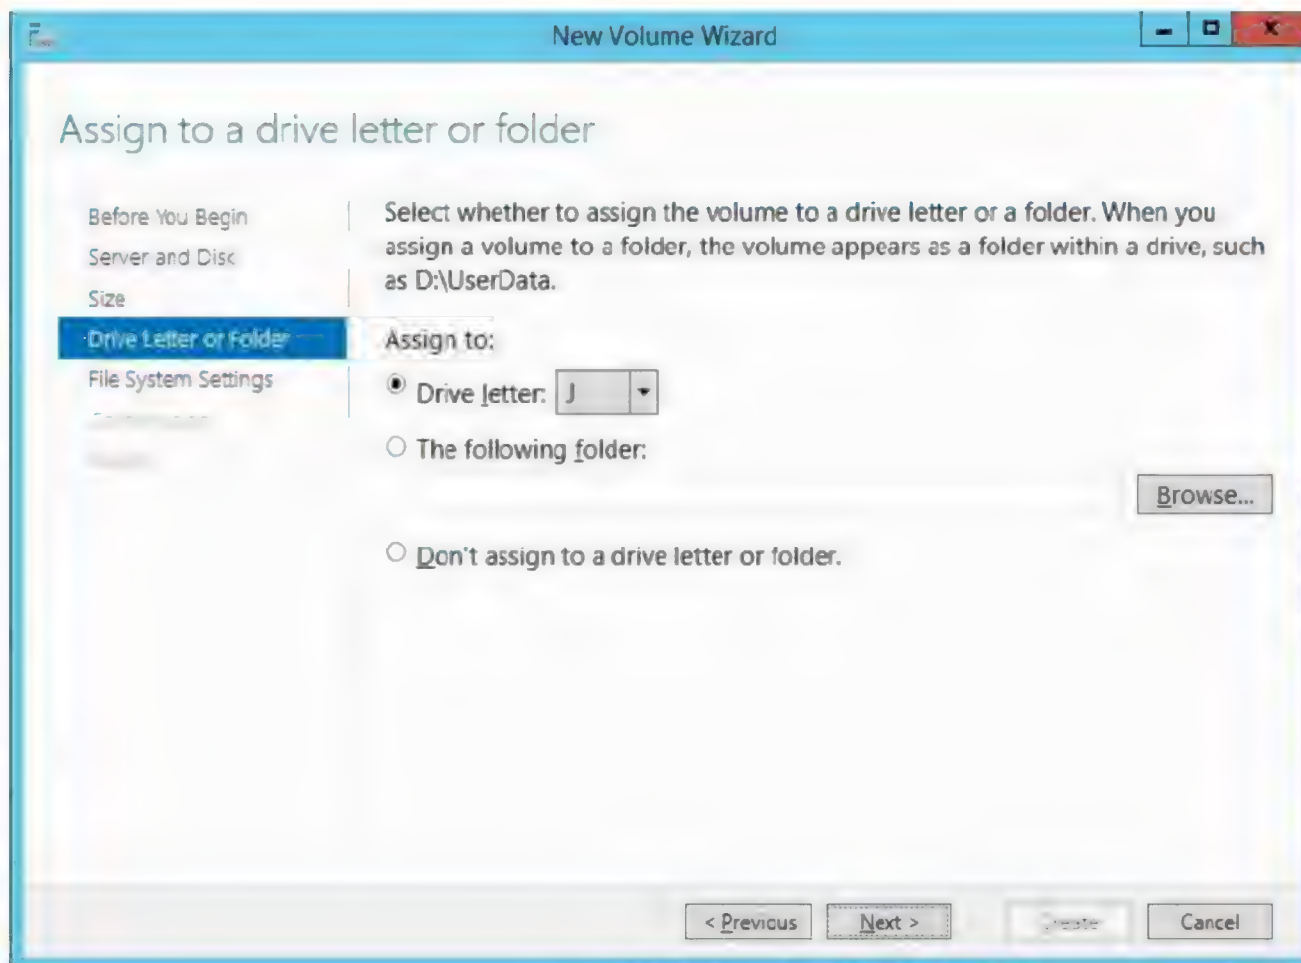 New Volume Wizard
Assign to a drive letter or folder
Before You Begin
Server and Disk
Size
Drive Letter or Folder
File System Settings
Select whether to assign the volume to a drive letter or a folder. When you
assign a volume to a folder, the volume appears as a folder within a drive, such
as D:\UserData.
Assign to:
Drive letter: J
The following folder:
Browse...
Don't assign to a drive letter or folder.
< Previous
Next >
Create
Cancel